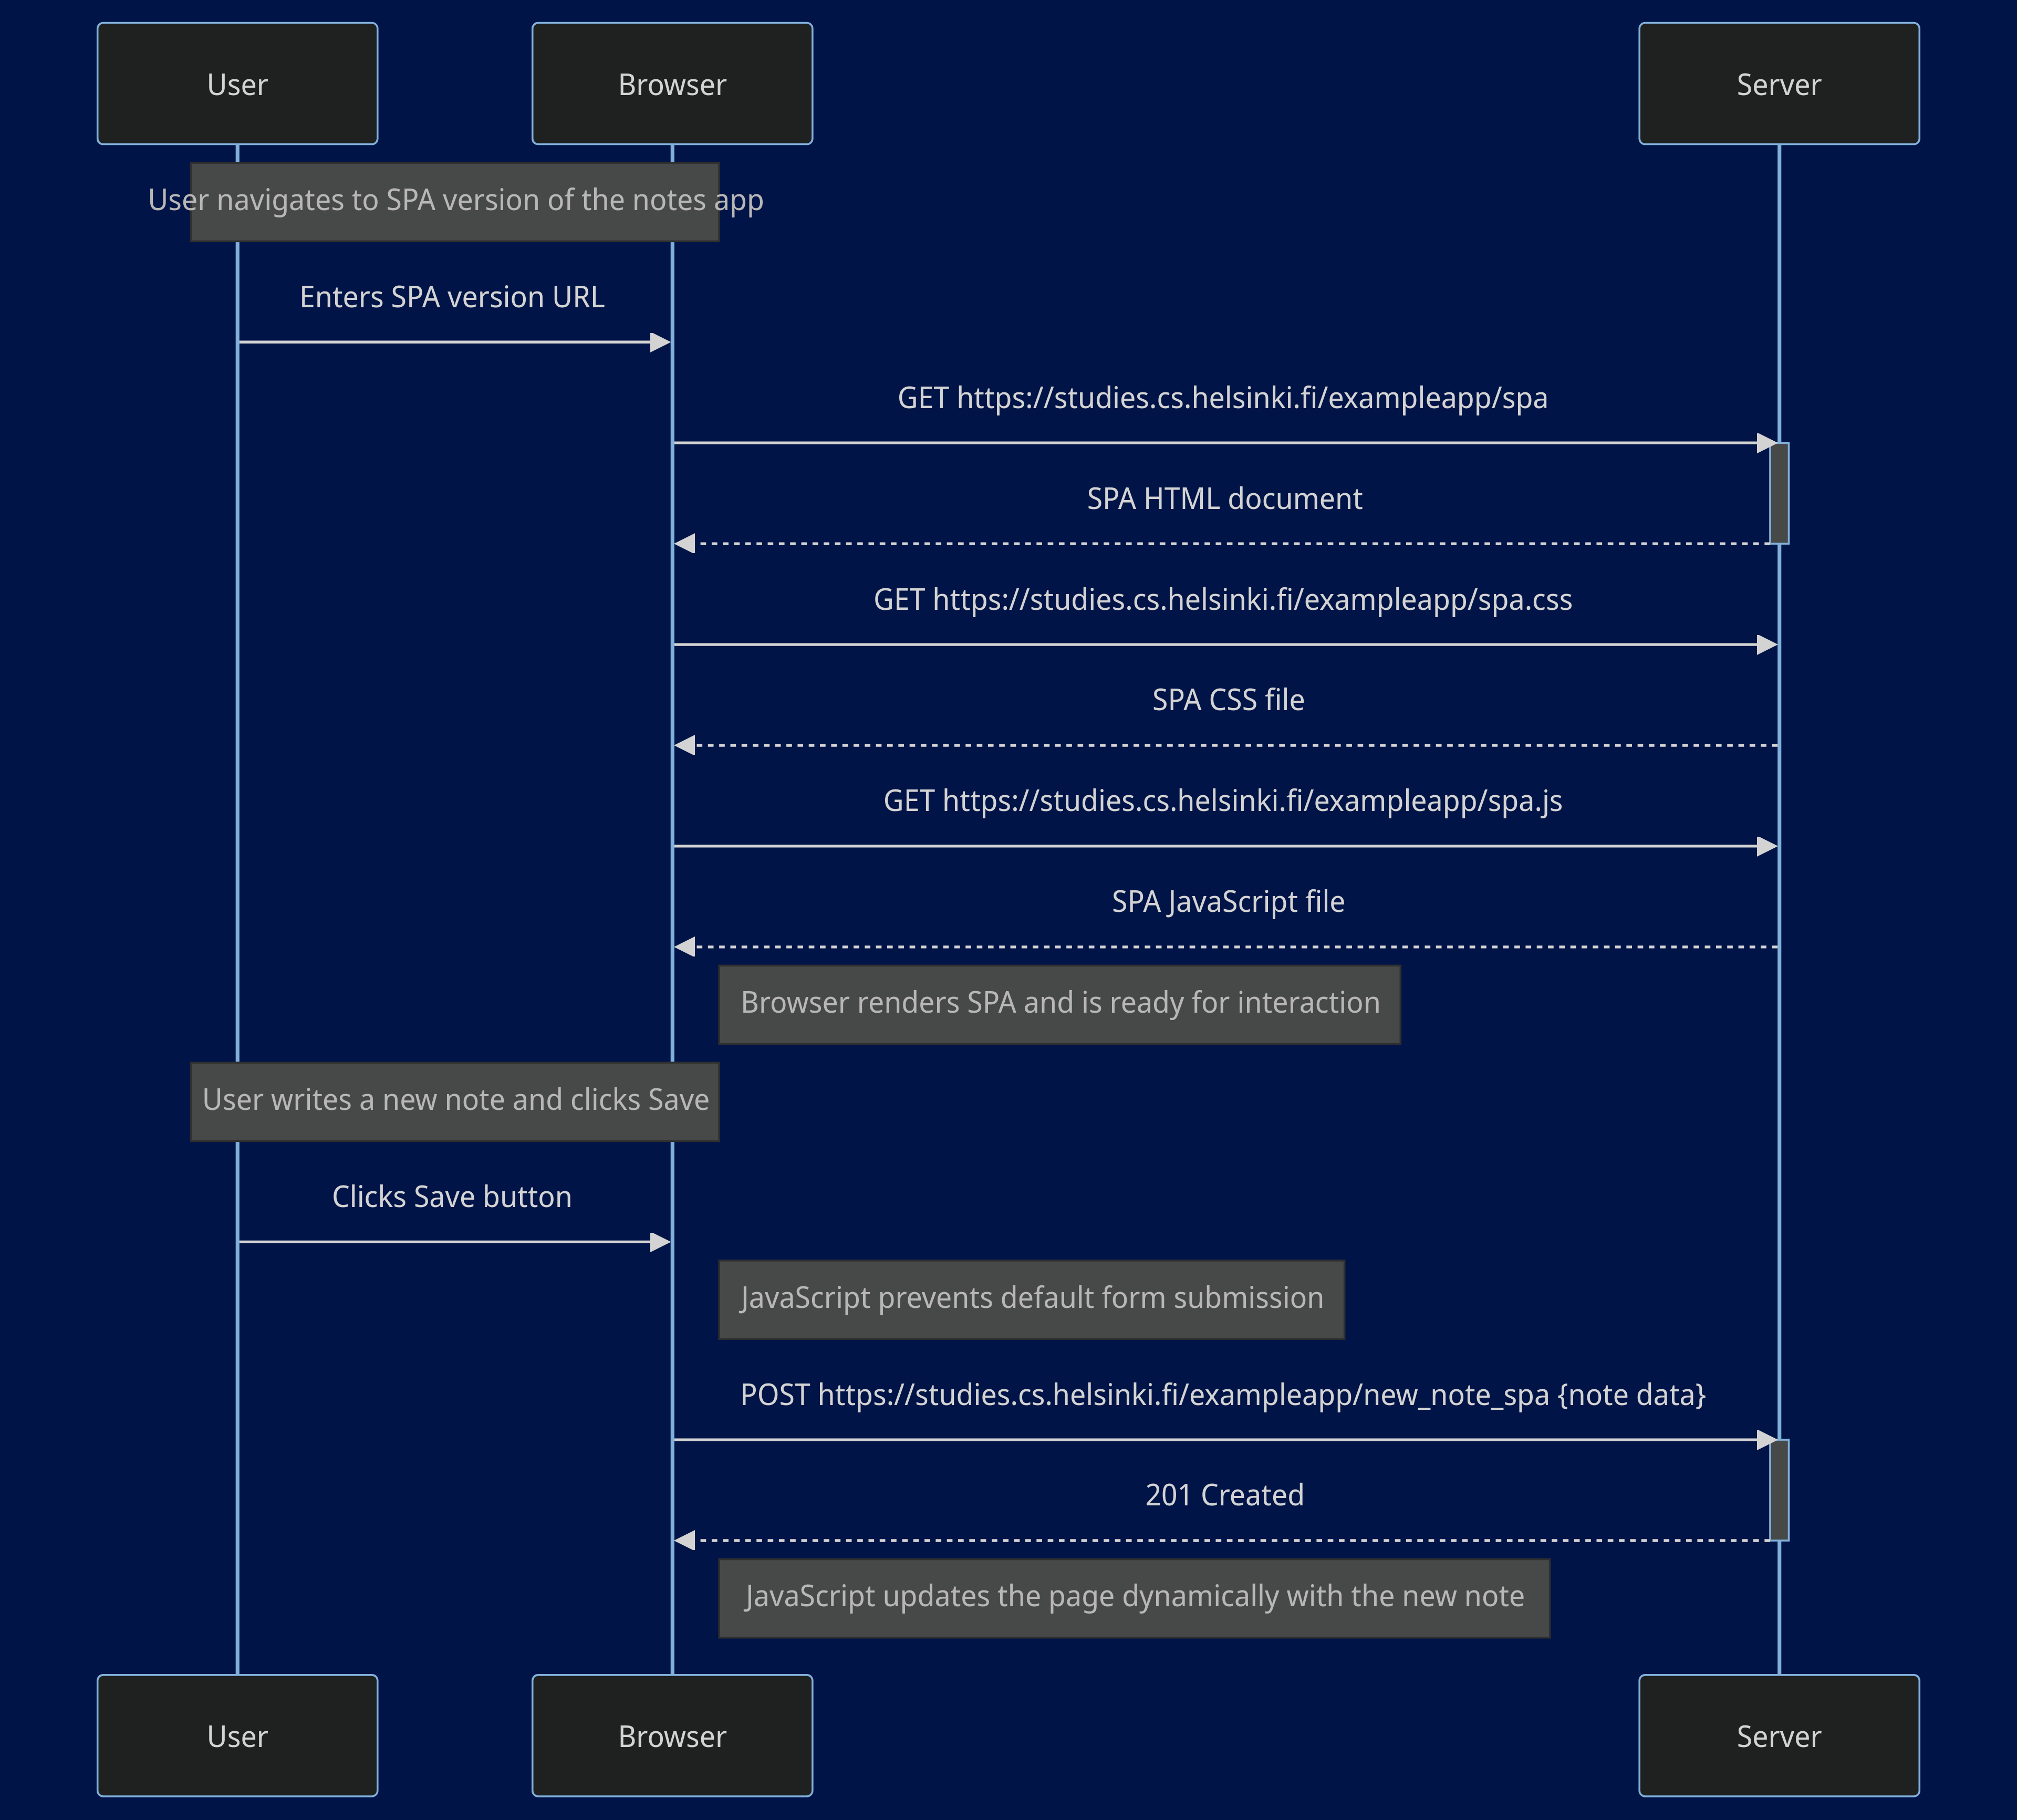 User
Browser
Server
User navigates to SPA version of the notes app
Enters SPA version URL
GET https://studies.cs.helsinki.fi/exampleapp/spa
SPA HTML document
GET https://studies.cs.helsinki.fi/exampleapp/spa.css
SPA CSS file
GET https://studies.cs.helsinki.fi/exampleapp/spa.js
SPA JavaScript file
Browser renders SPA and is ready for interaction
User writes a new note and clicks Save
Clicks Save button
JavaScript prevents default form submission
POST https://studies.cs.helsinki.fi/exampleapp/new_note_spa {note data}
201 Created
JavaScript updates the page dynamically with the new note
User
Browser
Server